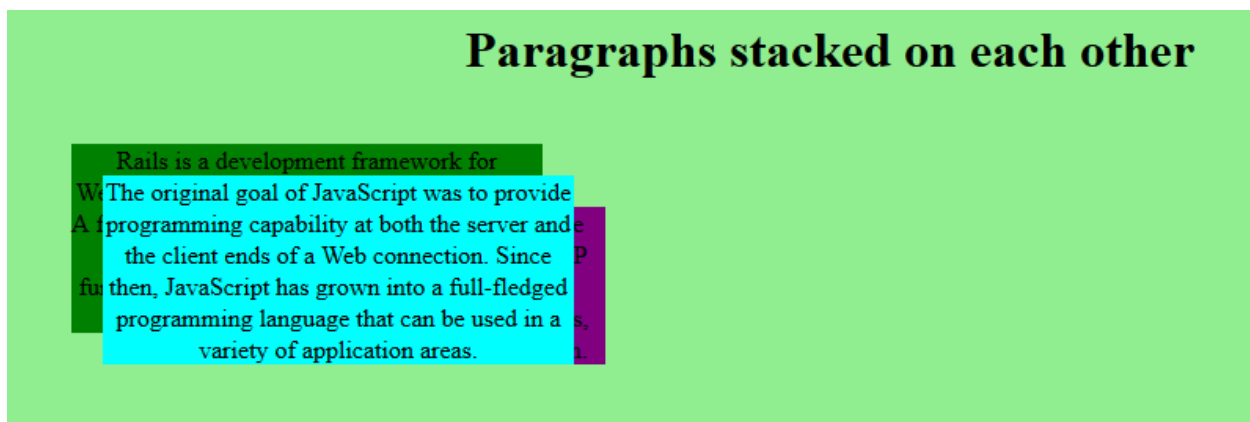 Paragraphs stacked on each other
Rails is a development framework for
The original goal of JavaScript was to provide
A programming capability at both the server and
the client ends of a Web connection. Since
then, JavaScript has grown into a full-fledged
programming language that can be used in a
variety of application areas.